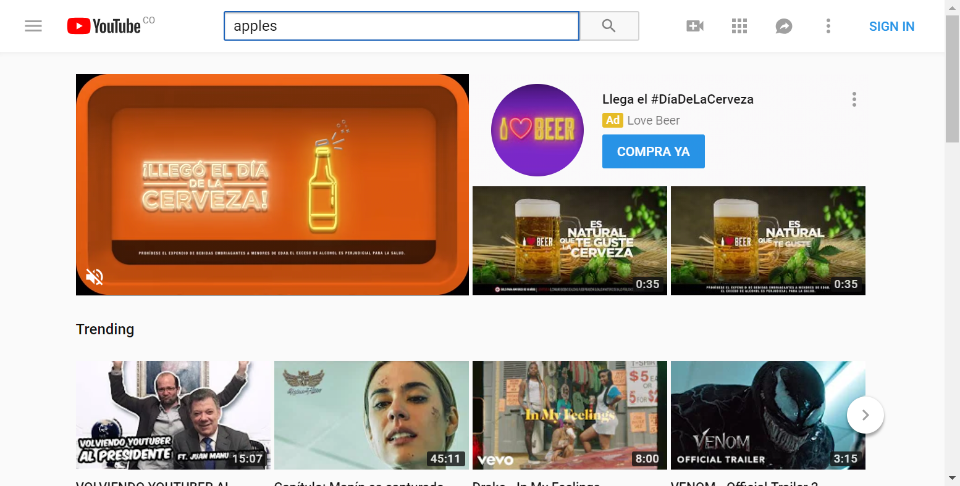 YouTube CO
apples
SIGN IN
¡LLEGÓ EL DÍA
DE LA
CERVEZA!
PROHÍBESE EL EXPENDIO DE BEBIDAS EMBRIAGANTES A MENORES DE EDAD. EL EXCESO DE ALCOHOL ES PERJUDICIAL PARA LA SALUD.
I BEER
Llega el #DíaDeLaCerveza
Ad Love Beer
COMPRA YA
BEER
ES
NATURAL
QUE TE GUSTE
LA
CERVEZA
0:35
BEER
ES
NATURAL
QUE TE GUSTE
0:35
Trending
VOLVIENDO YOUTUBER
AL PRESIDENTE
FT. JUAN MANU
15:07
45:11
$5
In My Feelings
vevo
8:00
VENOM
OFFICIAL TRAILER
3:15
VOLVIENDO YOUTUBER AL
Capítulo: Monín es capturado
Drake - In My Feelings
VENOM - Official Trailer 2